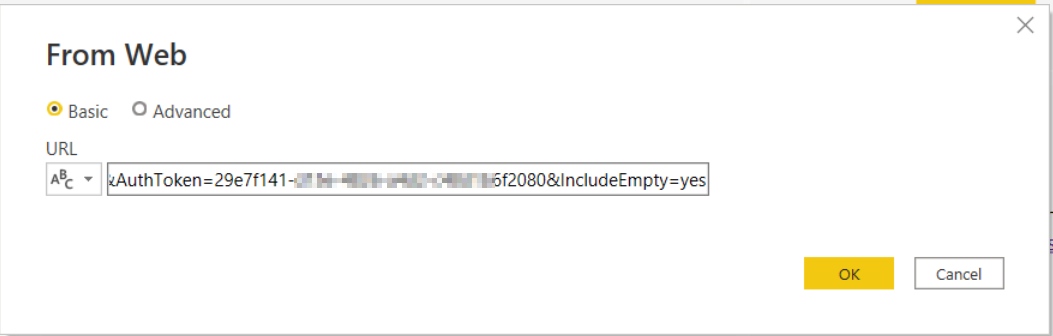 From Web
Basic Advanced
URL
ABC &AuthToken=29e7f141- 6f2080&IncludeEmpty=yes
OK Cancel